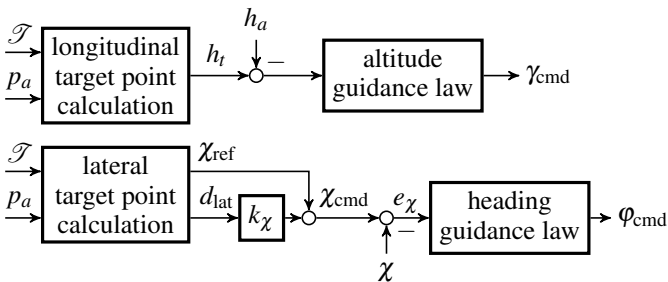 𝒯
p_a
longitudinal
target point
calculation
h_t
h_a
−
altitude
guidance law
γ_cmd
𝒯
p_a
lateral
target point
calculation
χ_ref
d_lat
k_χ
χ_cmd
e_χ
−
χ
heading
guidance law
φ_cmd